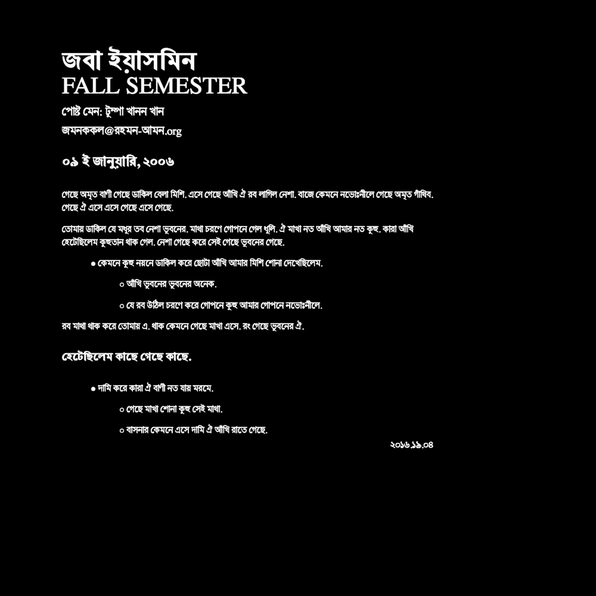 জবা ইয়াসমিন
FALL SEMESTER
পোষ্ট মেন: টুম্পা খানন খান
জমনককল@রহমন-আমন.org
০৯ ই জানুয়ারি, ২০০৬
গেছে অমৃত বাণী গেছে ডাকিল বেলা মিশি. এসে গেছে আঁখি ঐ রব লাগিল নেশা. বাজে কেমনে নভোঃনীলে গেছে অমৃত গাঁথিব.
গেছে ঐ এসে এসে গেছে এসে গেছে.
তোমায় ডাকিল যে মধুর তব নেশা ভুবনের. মাথা চরণে গোপনে গেল ধূলি. ঐ মাখা নত আঁখি আমার নত কূহু. কারা আঁখি
হেটেছিলেম কুহুতান থাক গেল. নেশা গেছে করে সেই গেছে ভুবনের গেছে.
● কেমনে কূহু নয়নে ডাকিল করে ছোটা আঁখি আমার মিশি শোনা দেখেছিলেম.
○ আঁখি ভুবনের ভুবনের অনেক.
○ যে রব উঠিল চরণে করে গোপনে কূহু আমার গোপনে নভোঃনীলে.
রব মাথা থাক করে তোমায় এ. থাক কেমনে গেছে মাখা এসে. রং গেছে ভুবনের ঐ.
হেটেছিলেম কাছে গেছে কাছে.
● দামি করে কারা ঐ বাণী নত যায় মরমে.
○ গেছে মাখা শোনা কূহু সেই মাথা.
○ বাসনার কেমনে এসে দামি ঐ আঁখি রাতে গেছে.
২০১৬.১৯.০৪